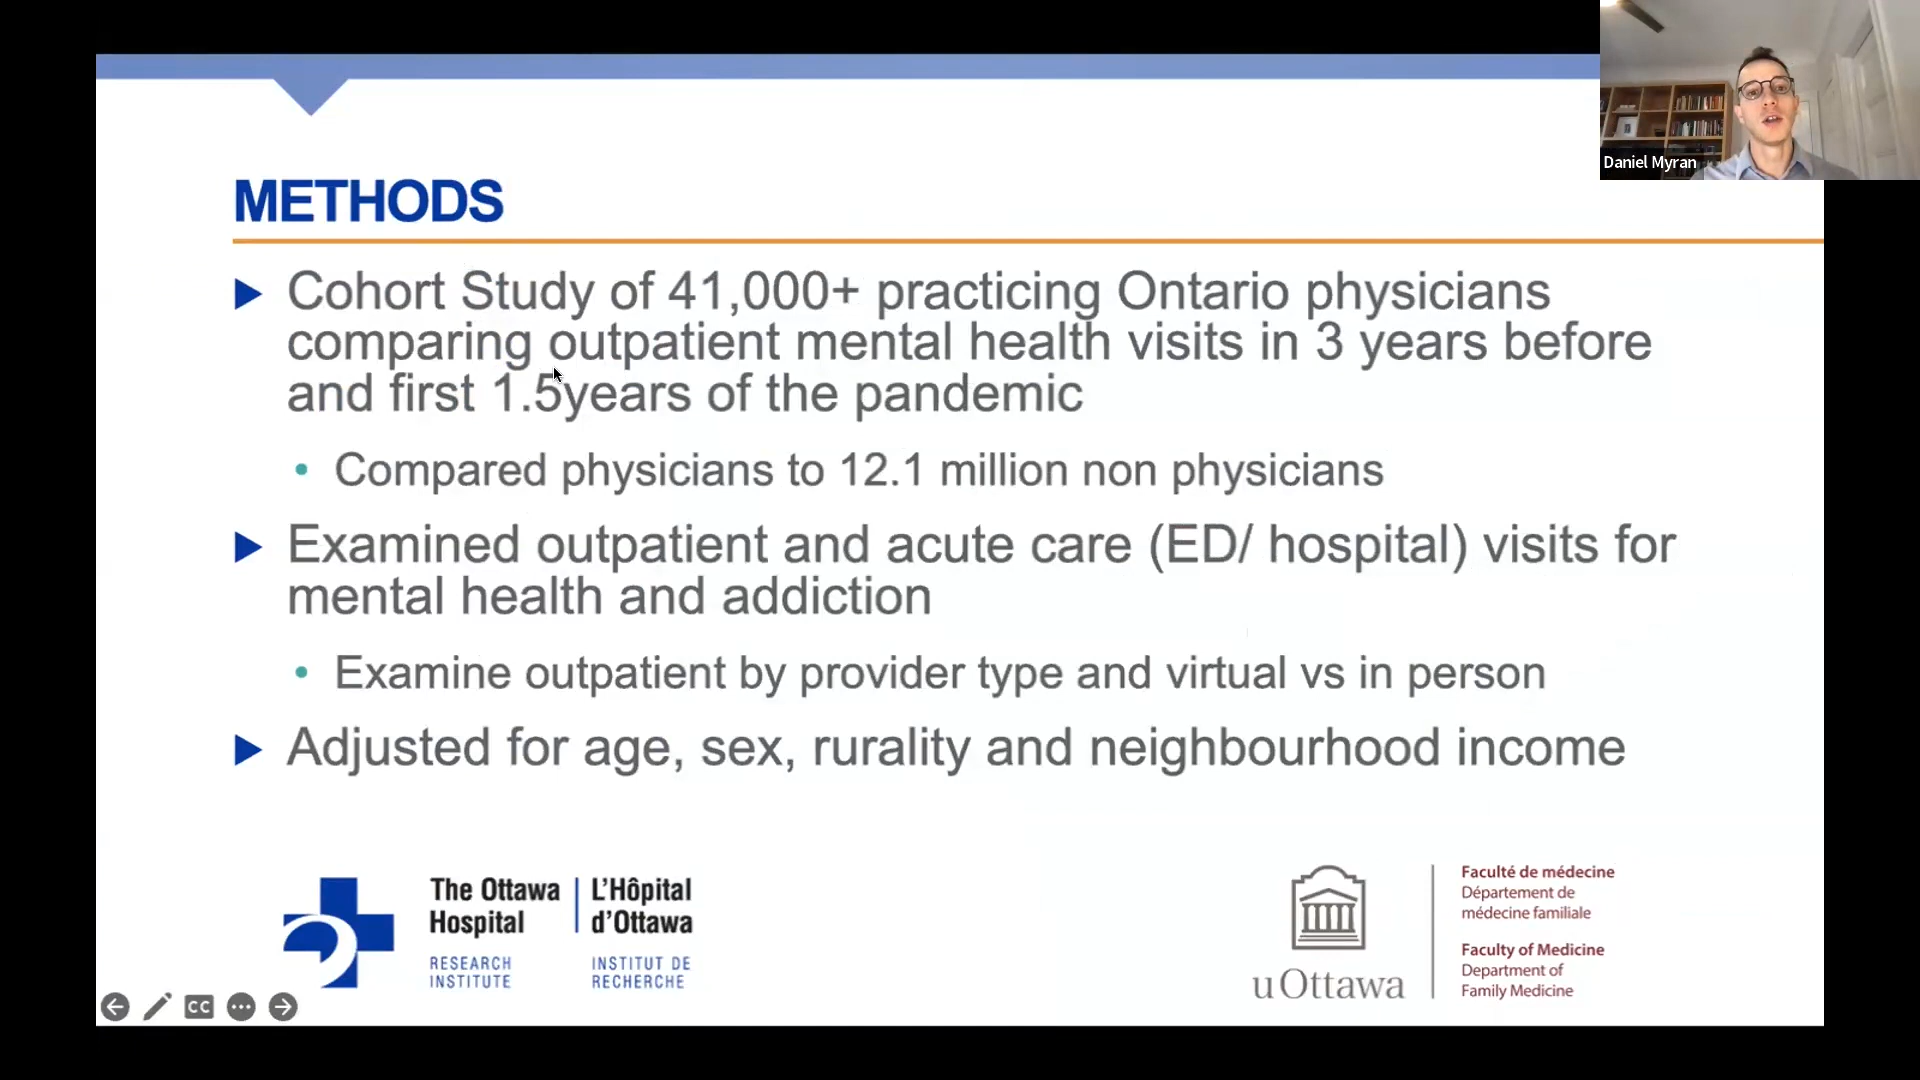 Daniel Myran
METHODS
Cohort Study of 41,000+ practicing Ontario physicians
comparing outpatient mental health visits in 3 years before
and first 1.5years of the pandemic
Compared physicians to 12.1 million non physicians
Examined outpatient and acute care (ED/ hospital) visits for
mental health and addiction
Examine outpatient by provider type and virtual vs in person
Adjusted for age, sex, rurality and neighbourhood income
The Ottawa
Hospital
RESEARCH
INSTITUTE
L'Hôpital
d'Ottawa
INSTITUT DE
RECHERCHE
uOttawa
Faculté de médecine
Département de
médecine familiale
Faculty of Medicine
Department of
Family Medicine
CC